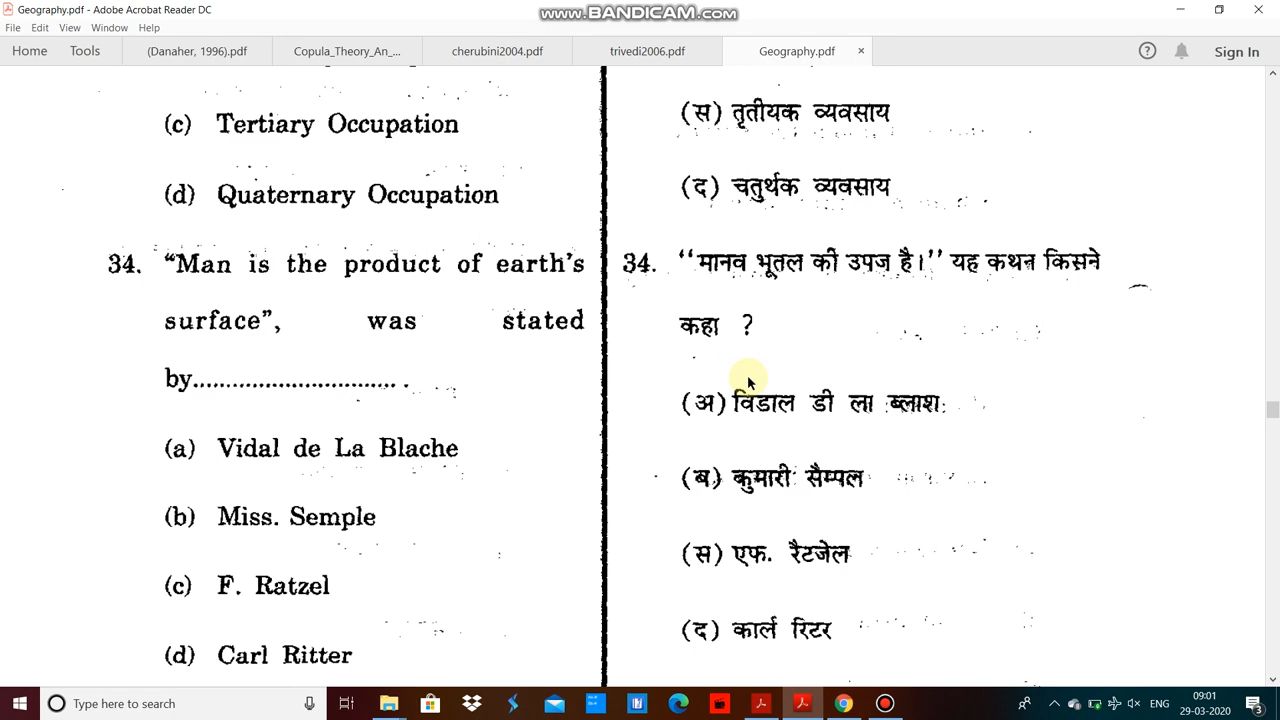 Geography.pdf - Adobe Acrobat Reader DC
www.BANDICAM.com
File Edit View Window Help
Home Tools (Danaher, 1996).pdf Copula_Theory_An_... cherubini2004.pdf trivedi2006.pdf Geography.pdf × Sign In
(c) Tertiary Occupation
(d) Quaternary Occupation
34. “Man is the product of earth's
surface”, was stated
by.............................. .
(a) Vidal de La Blache
(b) Miss. Semple
(c) F. Ratzel
(d) Carl Ritter
(स) तृतीयक व्यवसाय
(द) चतुर्थक व्यवसाय
34. ‘‘मानव भूतल की उपज है।’’ यह कथन किसने
कहा ?
(अ) विडाल डी ला ब्लाश
(ब) कुमारी सैम्पल
(स) एफ. रैटजेल
(द) कार्ल रिटर
Type here to search
ENG
09:01
29-03-2020
3